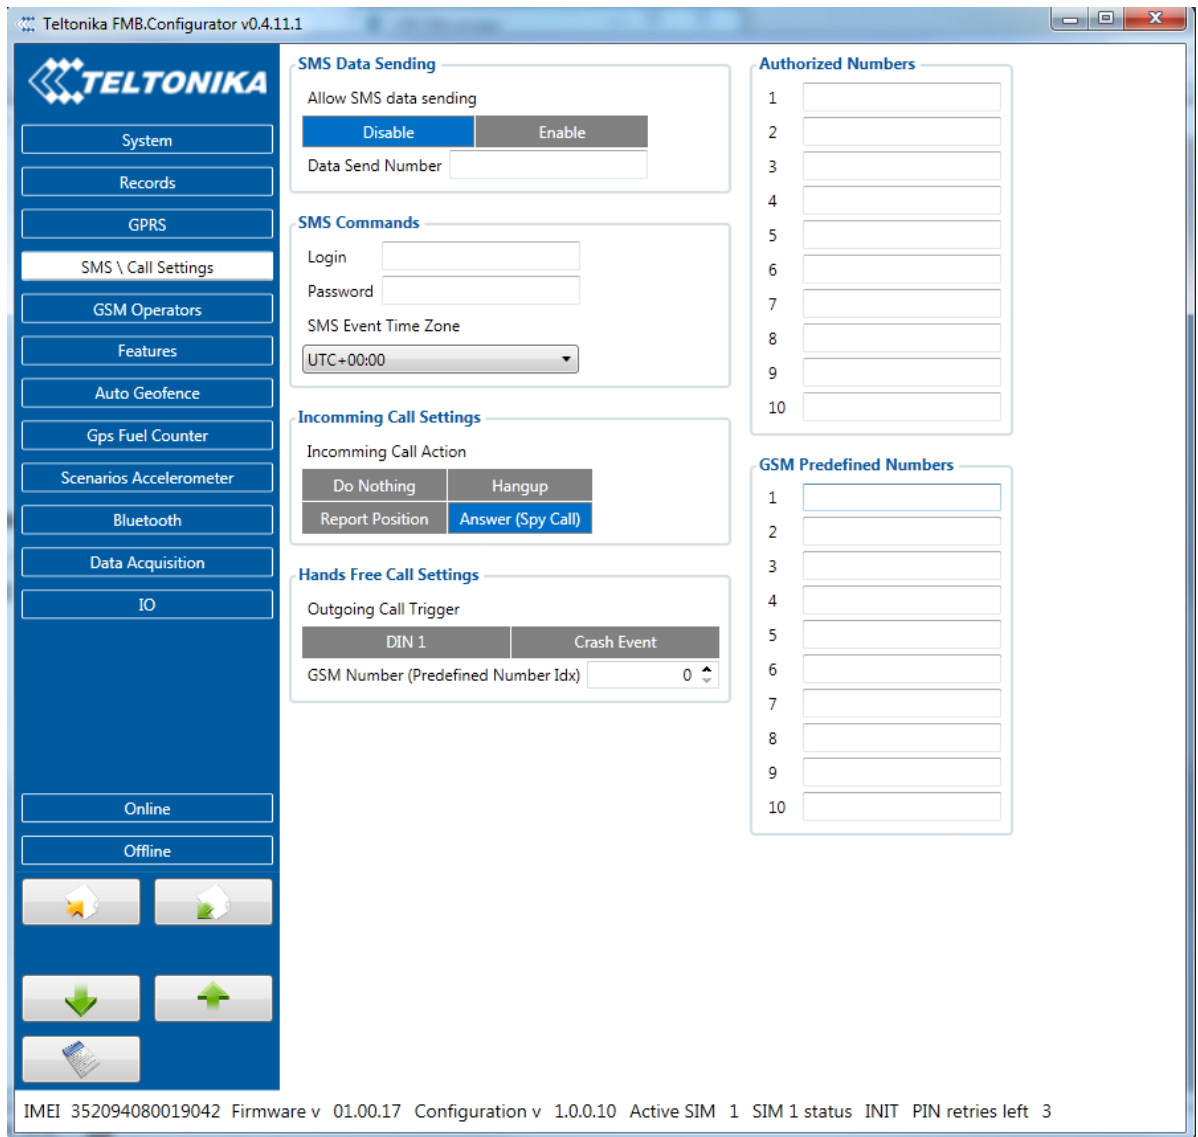 Teltonika FMB.Configurator v0.4.11.1
TELTONIKA
System
Records
GPRS
SMS \ Call Settings
GSM Operators
Features
Auto Geofence
Gps Fuel Counter
Scenarios Accelerometer
Bluetooth
Data Acquisition
IO
Online
Offline
SMS Data Sending
Allow SMS data sending
Disable Enable
Data Send Number
SMS Commands
Login
Password
SMS Event Time Zone
UTC+00:00
Incomming Call Settings
Incomming Call Action
Do Nothing Hangup
Report Position Answer (Spy Call)
Hands Free Call Settings
Outgoing Call Trigger
DIN 1 Crash Event
GSM Number (Predefined Number Idx) 0
Authorized Numbers
1
2
3
4
5
6
7
8
9
10
GSM Predefined Numbers
1
2
3
4
5
6
7
8
9
10
IMEI 352094080019042 Firmware v 01.00.17 Configuration v 1.0.0.10 Active SIM 1 SIM 1 status INIT PIN retries left 3